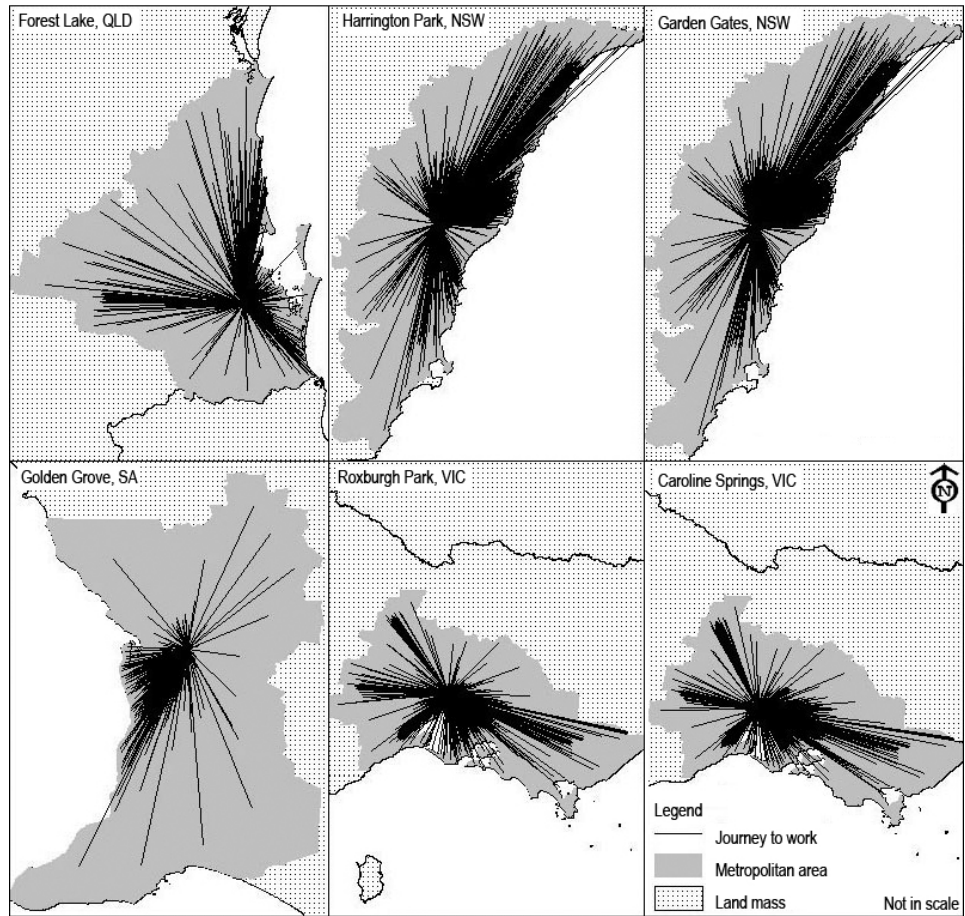 Forest Lake, QLD
Harrington Park, NSW
Garden Gates, NSW
Golden Grove, SA
Roxburgh Park, VIC
Caroline Springs, VIC
N
Legend
Journey to work
Metropolitan area
Land mass
Not in scale